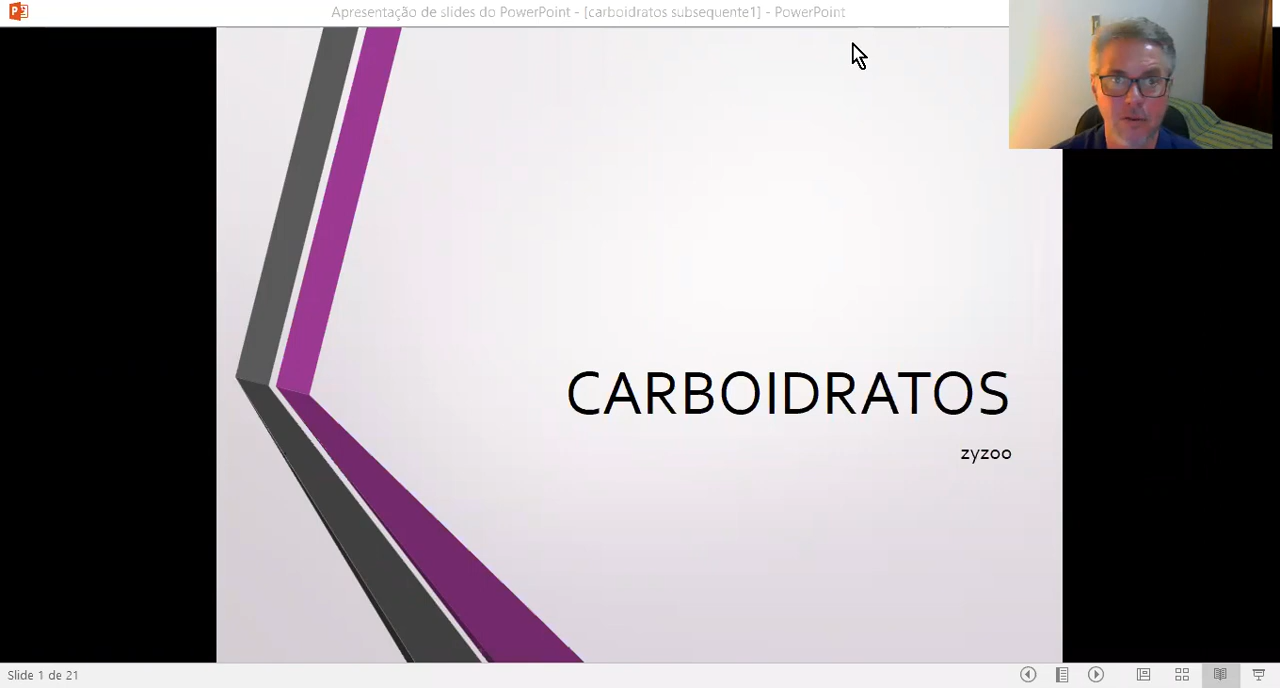 Apresentação de slides do PowerPoint - [carboidratos subsequente1] - PowerPoint
CARBOIDRATOS
zyzoo
Slide 1 de 21